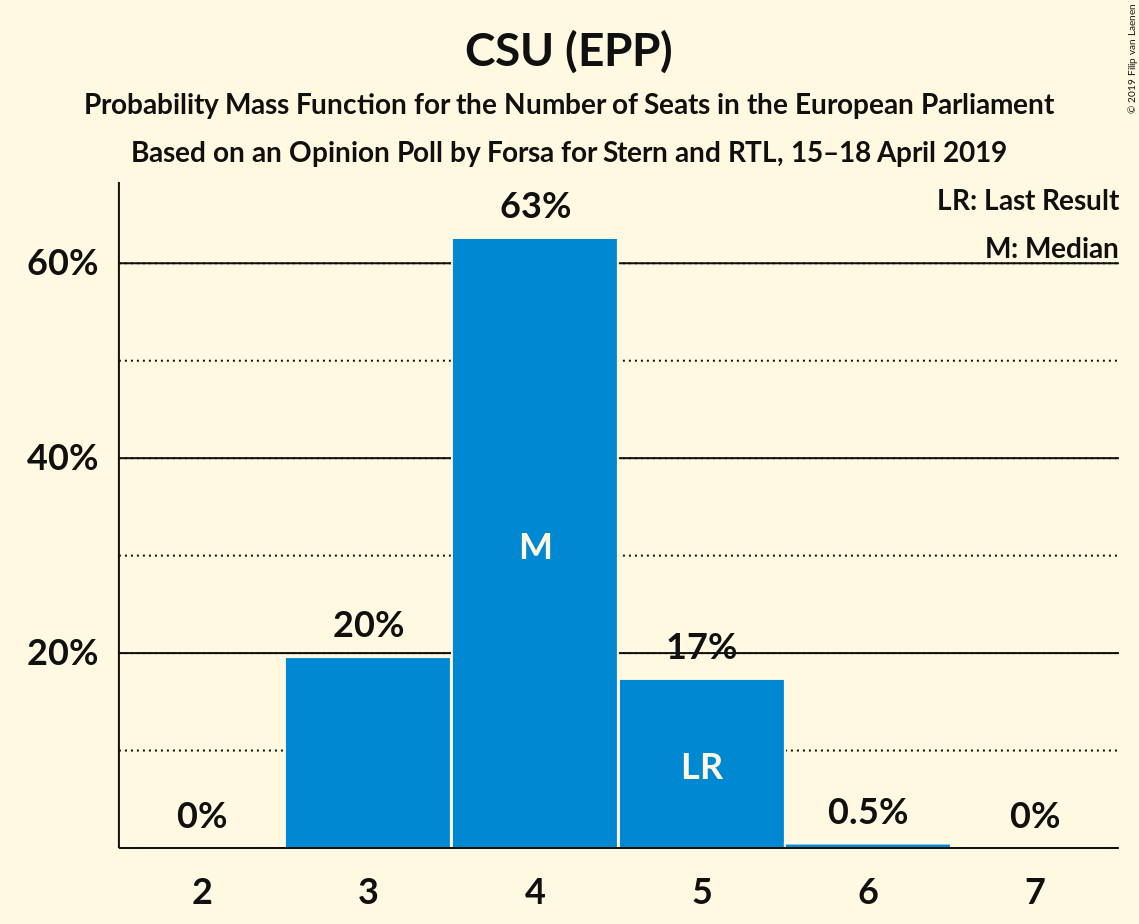 CSU (EPP)
Probability Mass Function for the Number of Seats in the European Parliament
Based on an Opinion Poll by Forsa for Stern and RTL, 15–18 April 2019
© 2019 Filip van Laenen
LR: Last Result
M: Median
63%
60%
40%
M
20%
20%
17%
LR
0%
0.5%
0%
2 3 4 5 6 7